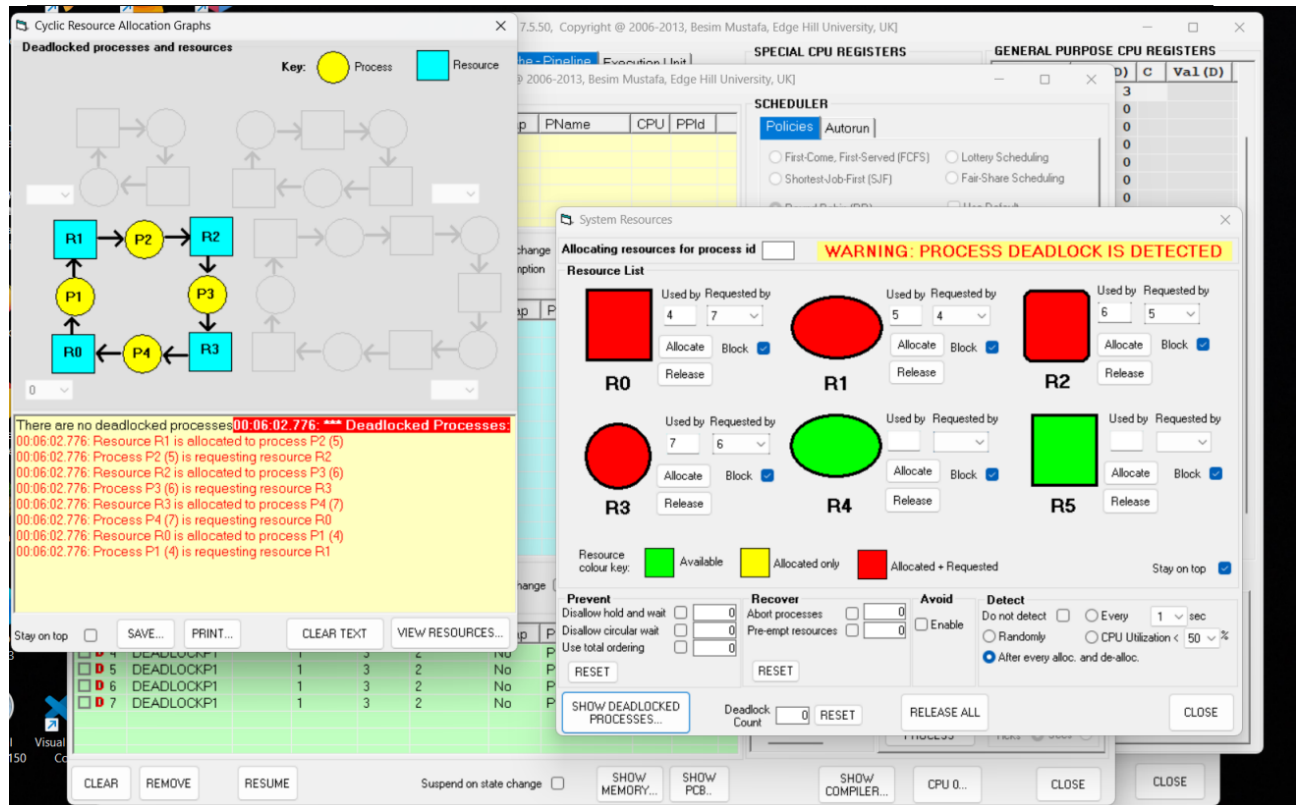 Cyclic Resource Allocation Graphs
Deadlocked processes and resources
Key: Process Resource
R1 P2 R2
P1 P3
R0 P4 R3
0
There are no deadlocked processes00:06:02.776: *** Deadlocked Processes:
00:06:02.776: Resource R1 is allocated to process P2 (5)
00:06:02.776: Process P2 (5) is requesting resource R2
00:06:02.776: Resource R2 is allocated to process P3 (6)
00:06:02.776: Process P3 (6) is requesting resource R3
00:06:02.776: Resource R3 is allocated to process P4 (7)
00:06:02.776: Process P4 (7) is requesting resource R0
00:06:02.776: Resource R0 is allocated to process P1 (4)
00:06:02.776: Process P1 (4) is requesting resource R1
Stay on top SAVE... PRINT... CLEAR TEXT VIEW RESOURCES...
7.5.50, Copyright @ 2006-2013, Besim Mustafa, Edge Hill University, UK]
SPECIAL CPU REGISTERS GENERAL PURPOSE CPU REGISTERS
C Val (D)
3
0
0
0
0
0
0
@ 2006-2013, Besim Mustafa, Edge Hill University, UK]
PName CPU PPId
SCHEDULER
Policies Autorun
First-Come, First-Served (FCFS) Lottery Scheduling
Shortest-Job-First (SJF) Fair-Share Scheduling
System Resources
Allocating resources for process id WARNING: PROCESS DEADLOCK IS DETECTED
Resource List
Used by Requested by Used by Requested by Used by Requested by
4 7 5 4 6 5
Allocate Block Allocate Block Allocate Block
Release Release Release
R0 R1 R2
Used by Requested by Used by Requested by Used by Requested by
7 6
Allocate Block Allocate Block Allocate Block
Release Release Release
R3 R4 R5
Resource colour key: Available Allocated only Allocated + Requested Stay on top
Prevent Recover Avoid Detect
Disallow hold and wait 0 Abort processes 0 Enable Do not detect Every 1 sec
Disallow circular wait 0 Pre-empt resources 0 Randomly CPU Utilization < 50 %
Use total ordering 0 After every alloc. and de-alloc.
RESET RESET
SHOW DEADLOCKED PROCESSES... Deadlock Count 0 RESET RELEASE ALL CLOSE
D 4 DEADLOCKP1 1 3 2 No
D 5 DEADLOCKP1 1 3 2 No
D 6 DEADLOCKP1 1 3 2 No
D 7 DEADLOCKP1 1 3 2 No
Visual
150
CLEAR REMOVE RESUME Suspend on state change SHOW MEMORY... SHOW PCB.. SHOW COMPILER... CPU 0... CLOSE CLOSE